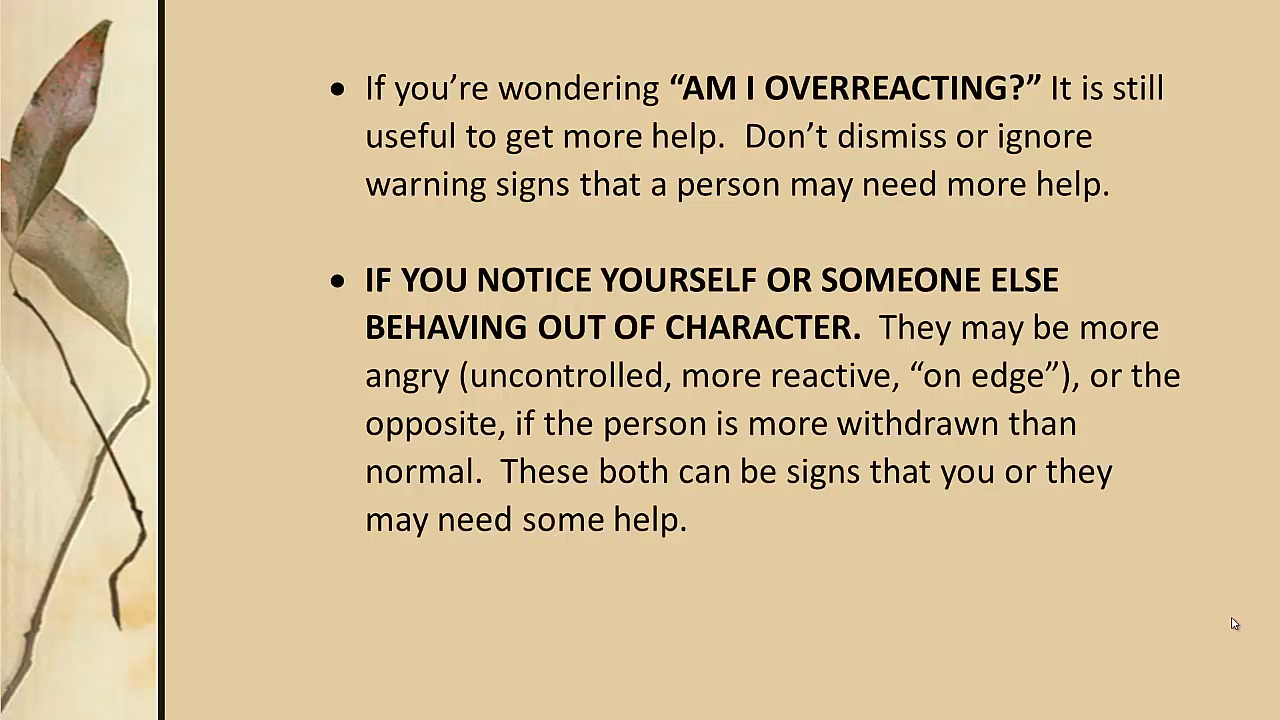 • If you’re wondering “AM I OVERREACTING?” It is still
useful to get more help.  Don’t dismiss or ignore
warning signs that a person may need more help.
• IF YOU NOTICE YOURSELF OR SOMEONE ELSE
BEHAVING OUT OF CHARACTER.  They may be more
angry (uncontrolled, more reactive, “on edge”), or the
opposite, if the person is more withdrawn than
normal.  These both can be signs that you or they
may need some help.